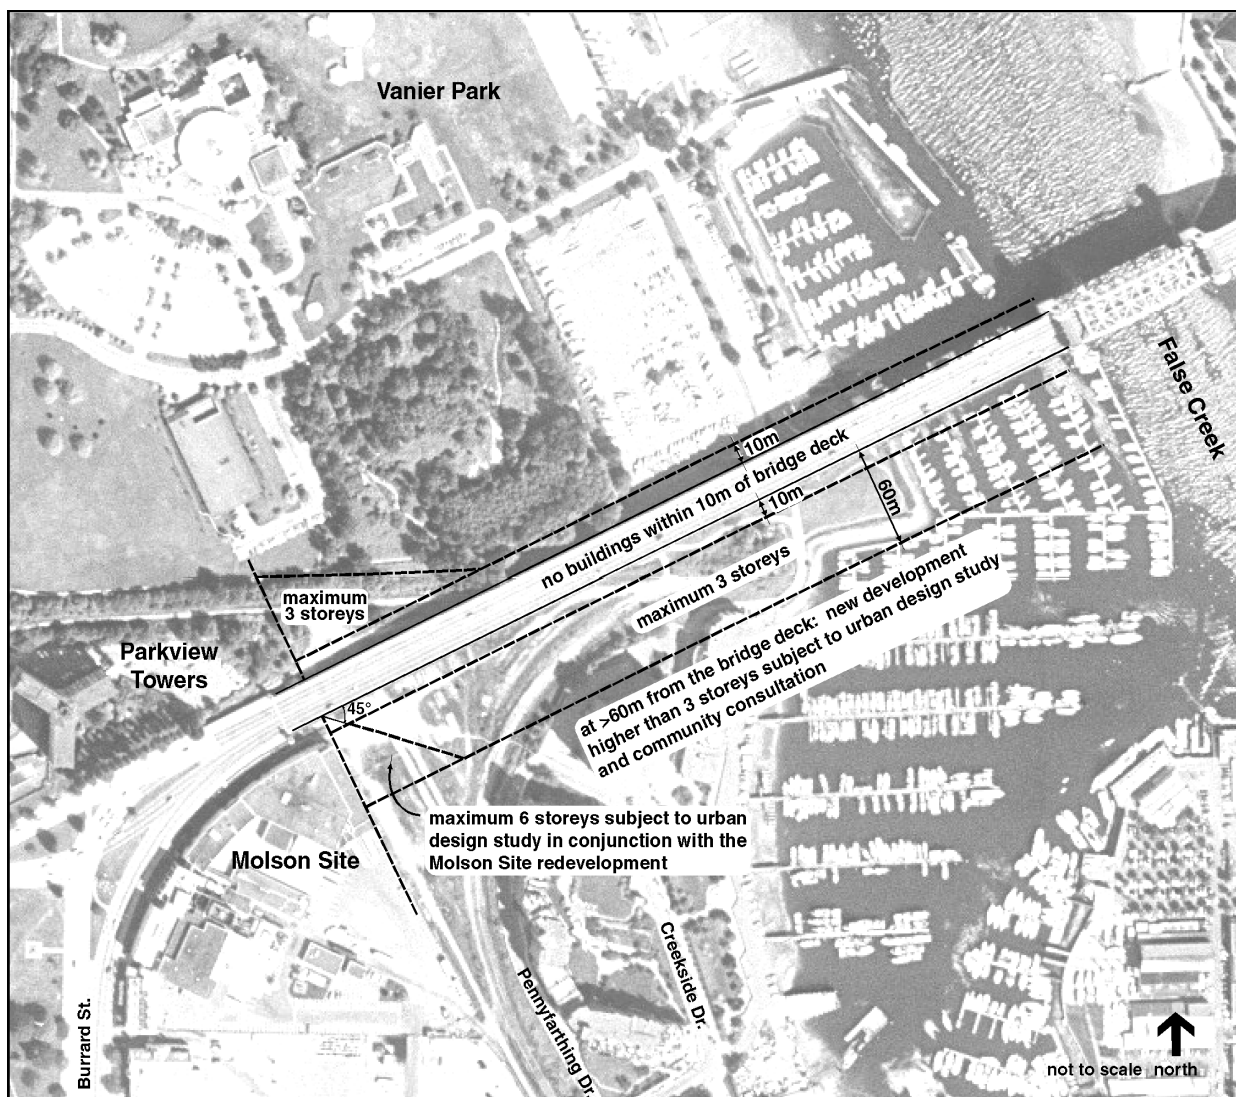 Vanier Park
False Creek
10m
no buildings within 10m of bridge deck
10m
60m
maximum
3 storeys
maximum 3 storeys
Parkview
Towers
at >60m from the bridge deck: new development
higher than 3 storeys subject to urban design study
and community consultation
45°
maximum 6 storeys subject to urban
design study in conjunction with the
Molson Site redevelopment
Molson Site
Burrard St.
Pennyfarthing Dr.
Creekside Dr.
not to scale north